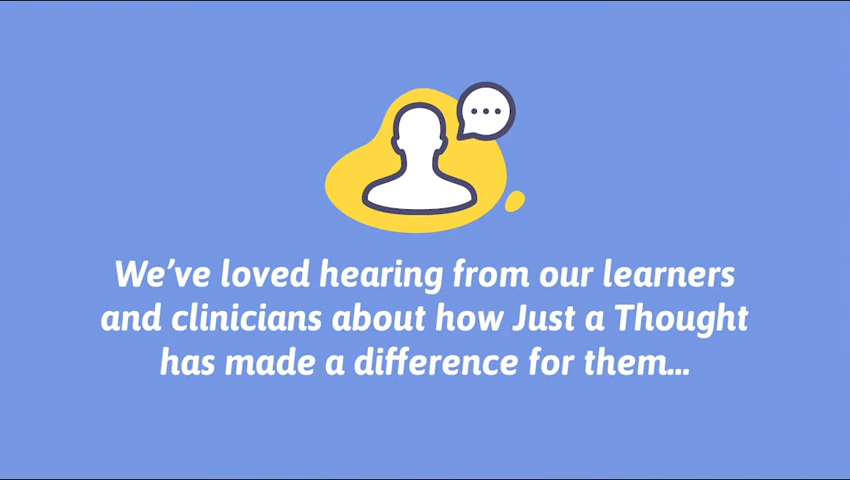 We’ve loved hearing from our learners
and clinicians about how Just a Thought
has made a difference for them...